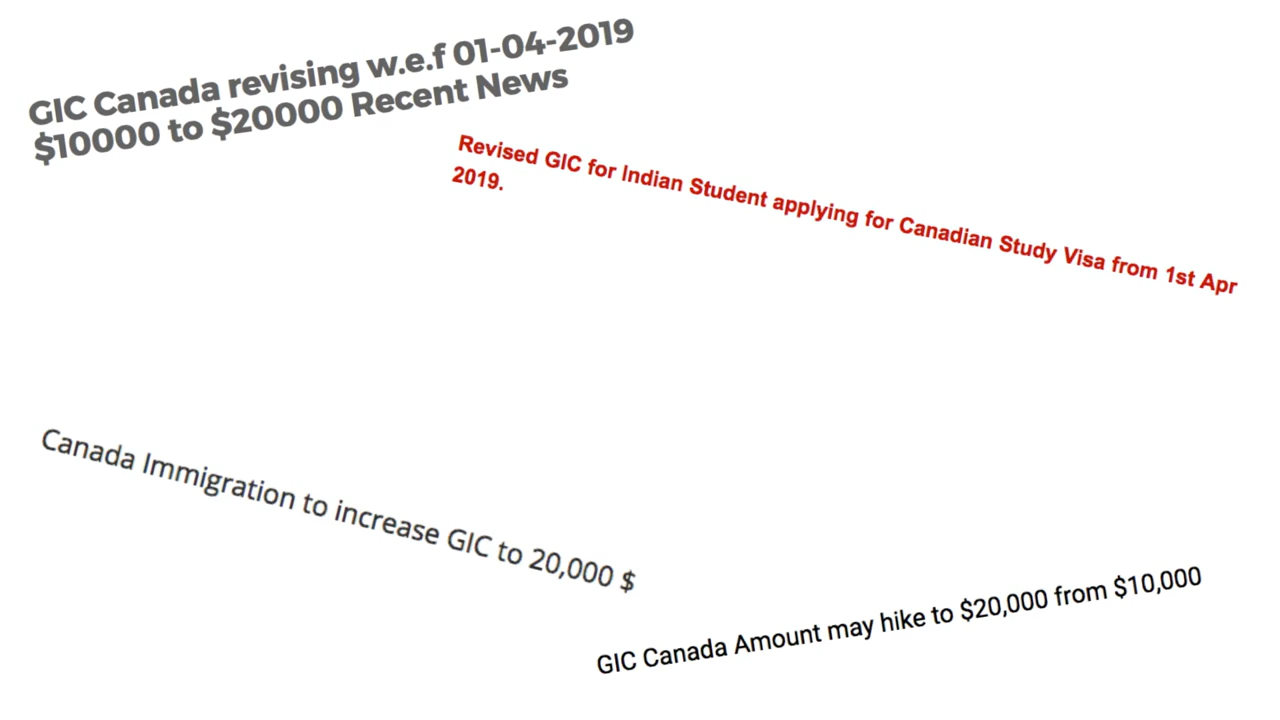 GIC Canada revising w.e.f 01-04-2019
$10000 to $20000 Recent News
Revised GIC for Indian Student applying for Canadian Study Visa from 1st Apr
2019.
Canada Immigration to increase GIC to 20,000 $
GIC Canada Amount may hike to $20,000 from $10,000